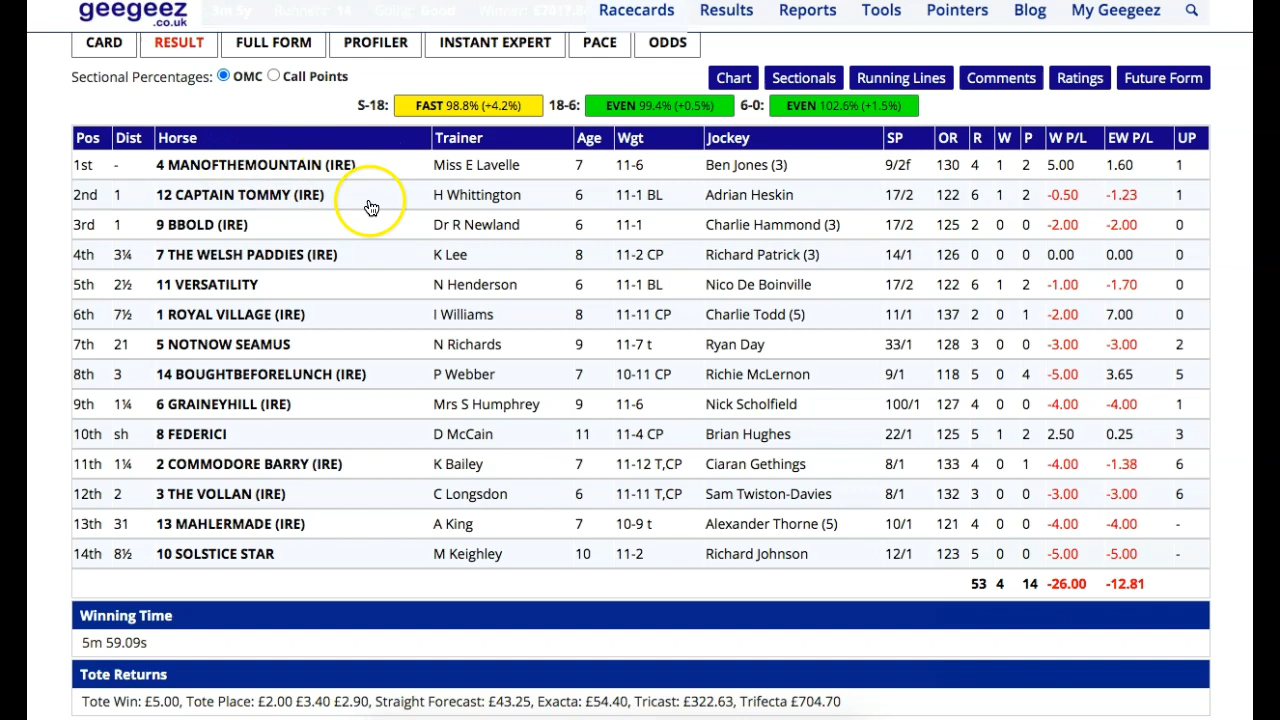 geegeez
.co.uk
Racecards Results Reports Tools Pointers Blog My Geegeez
CARD RESULT FULL FORM PROFILER INSTANT EXPERT PACE ODDS
Sectional Percentages: OMC Call Points
Chart Sectionals Running Lines Comments Ratings Future Form
S-18: FAST 98.8% (+4.2%) 18-6: EVEN 99.4% (+0.5%) 6-0: EVEN 102.6% (+1.5%)
Pos Dist Horse Trainer Age Wgt Jockey SP OR R W P W P/L EW P/L UP
1st - 4 MANOFTHEMOUNTAIN (IRE) Miss E Lavelle 7 11-6 Ben Jones (3) 9/2f 130 4 1 2 5.00 1.60 1
2nd 1 12 CAPTAIN TOMMY (IRE) H Whittington 6 11-1 BL Adrian Heskin 17/2 122 6 1 2 -0.50 -1.23 1
3rd 1 9 BBOLD (IRE) Dr R Newland 6 11-1 Charlie Hammond (3) 17/2 125 2 0 0 -2.00 -2.00 0
4th 3¼ 7 THE WELSH PADDIES (IRE) K Lee 8 11-2 CP Richard Patrick (3) 14/1 126 0 0 0 0.00 0.00 0
5th 2½ 11 VERSATILITY N Henderson 6 11-1 BL Nico De Boinville 17/2 122 6 1 2 -1.00 -1.70 0
6th 7½ 1 ROYAL VILLAGE (IRE) I Williams 8 11-11 CP Charlie Todd (5) 11/1 137 2 0 1 -2.00 7.00 0
7th 21 5 NOTNOW SEAMUS N Richards 9 11-7 t Ryan Day 33/1 128 3 0 0 -3.00 -3.00 2
8th 3 14 BOUGHTBEFORELUNCH (IRE) P Webber 7 10-11 CP Richie McLernon 9/1 118 5 0 4 -5.00 3.65 5
9th 1¼ 6 GRAINEYHILL (IRE) Mrs S Humphrey 9 11-6 Nick Scholfield 100/1 127 4 0 0 -4.00 -4.00 1
10th sh 8 FEDERICI D McCain 11 11-4 CP Brian Hughes 22/1 125 5 1 2 2.50 0.25 3
11th 1¼ 2 COMMODORE BARRY (IRE) K Bailey 7 11-12 T,CP Ciaran Gethings 8/1 133 4 0 1 -4.00 -1.38 6
12th 2 3 THE VOLLAN (IRE) C Longsdon 6 11-11 T,CP Sam Twiston-Davies 8/1 132 3 0 0 -3.00 -3.00 6
13th 31 13 MAHLERMADE (IRE) A King 7 10-9 t Alexander Thorne (5) 10/1 121 4 0 0 -4.00 -4.00 -
14th 8½ 10 SOLSTICE STAR M Keighley 10 11-2 Richard Johnson 12/1 123 5 0 0 -5.00 -5.00 -
53 4 14 -26.00 -12.81
Winning Time
5m 59.09s
Tote Returns
Tote Win: £5.00, Tote Place: £2.00 £3.40 £2.90, Straight Forecast: £43.25, Exacta: £54.40, Tricast: £322.63, Trifecta £704.70